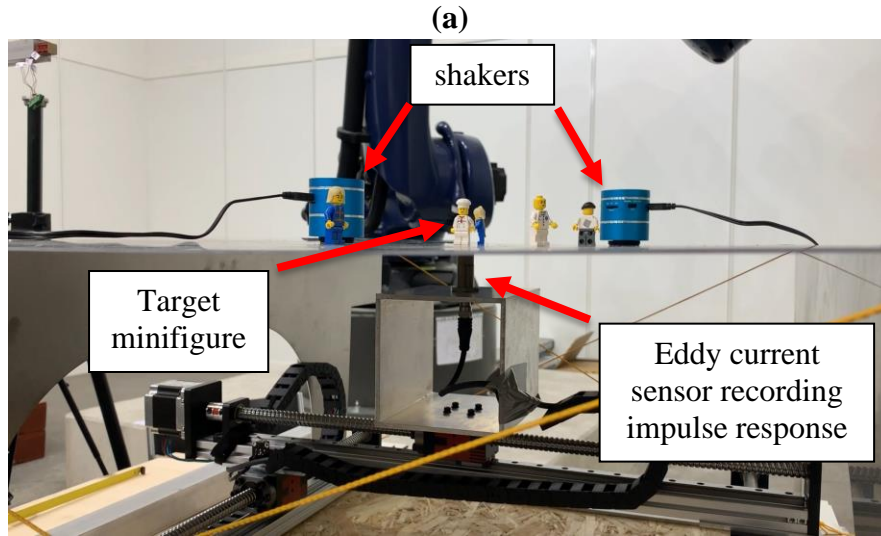 (a)
shakers
Target
minifigure
Eddy current
sensor recording
impulse response